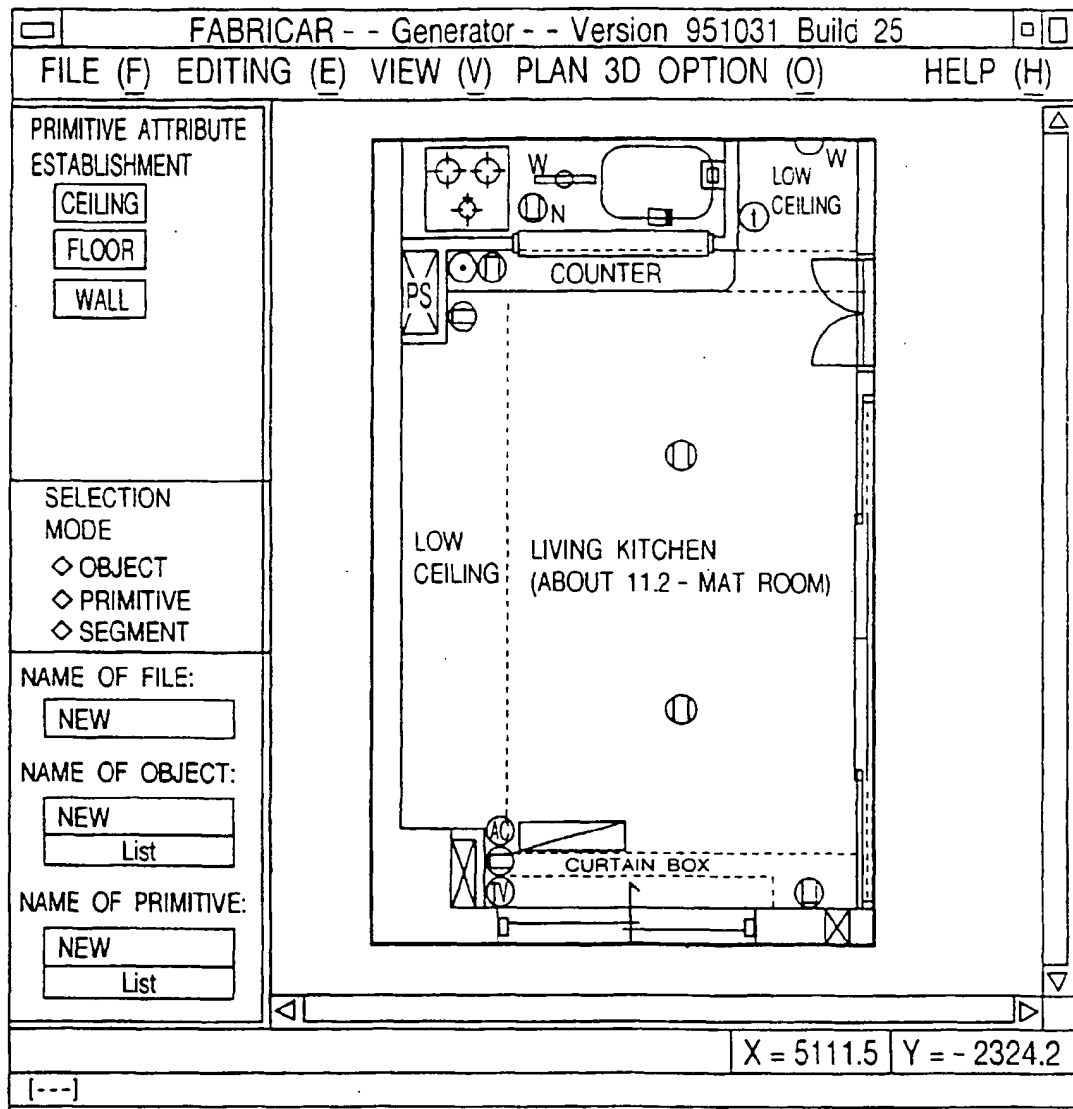 FABRICAR - - Generator - - Version 951031 Build 25
FILE (F) EDITING (E) VIEW (V) PLAN 3D OPTION (O) HELP (H)
PRIMITIVE ATTRIBUTE
ESTABLISHMENT
CEILING
FLOOR
WALL
SELECTION
MODE
◇ OBJECT
◇ PRIMITIVE
◇ SEGMENT
NAME OF FILE:
NEW
NAME OF OBJECT:
NEW
List
NAME OF PRIMITIVE:
NEW
List
W
N
W
LOW
CEILING
t
COUNTER
PS
LOW
CEILING
LIVING KITCHEN
(ABOUT 11.2 - MAT ROOM)
AC
CURTAIN BOX
TV
X = 5111.5 Y = - 2324.2
[---]